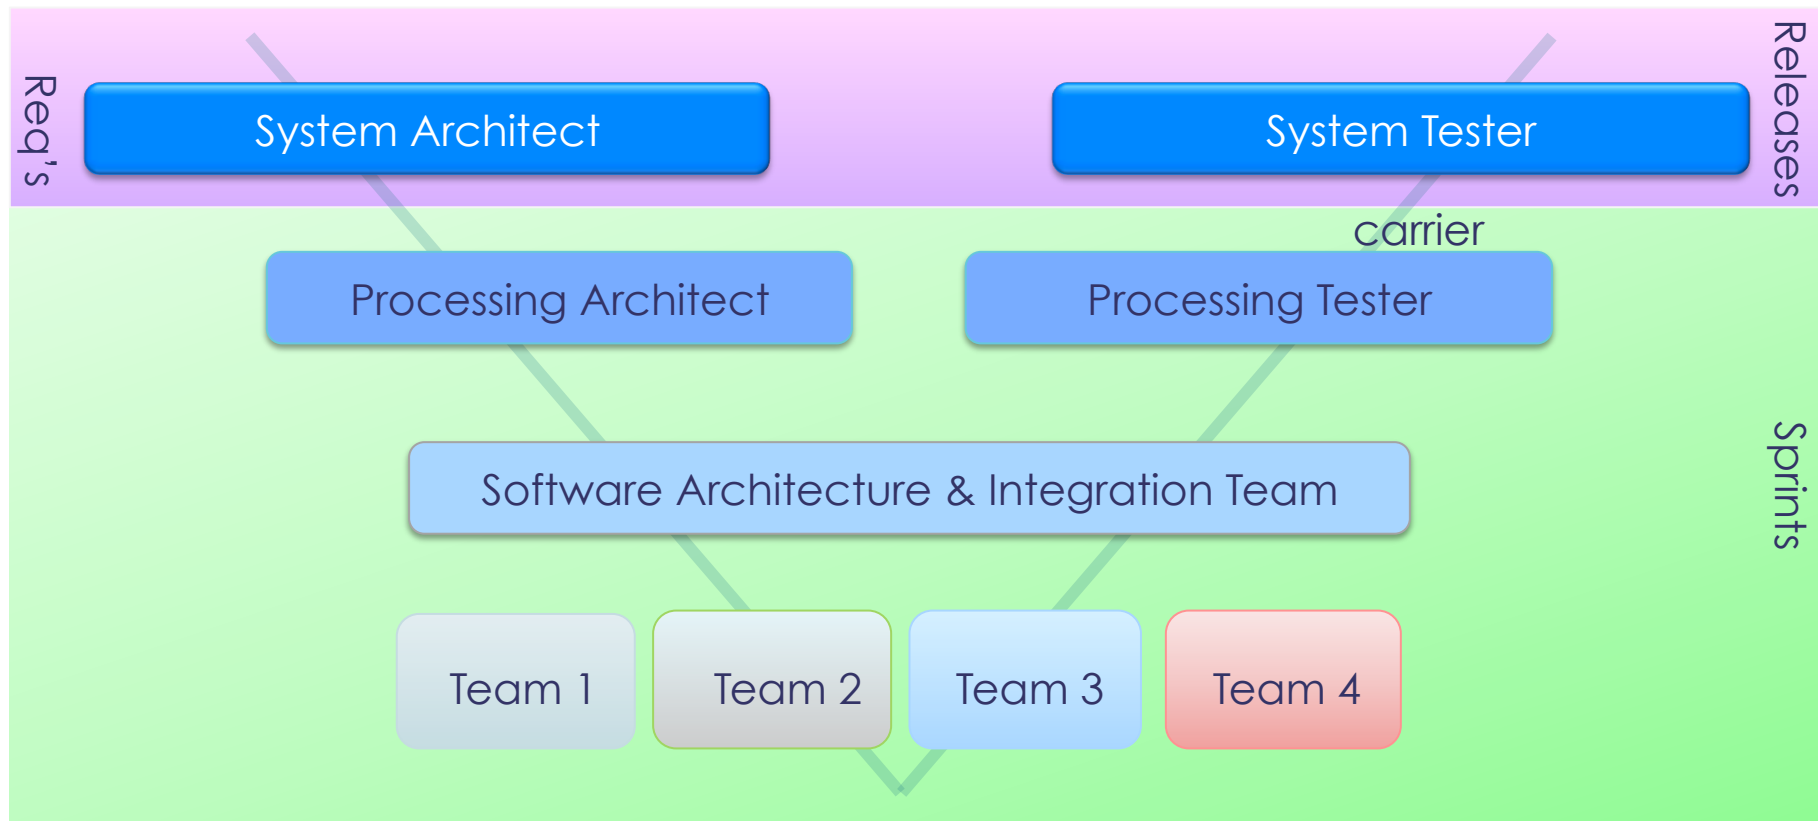 Req's
System Architect
System Tester
Releases
carrier
Processing Architect
Processing Tester
Software Architecture & Integration Team
Sprints
Team 1
Team 2
Team 3
Team 4